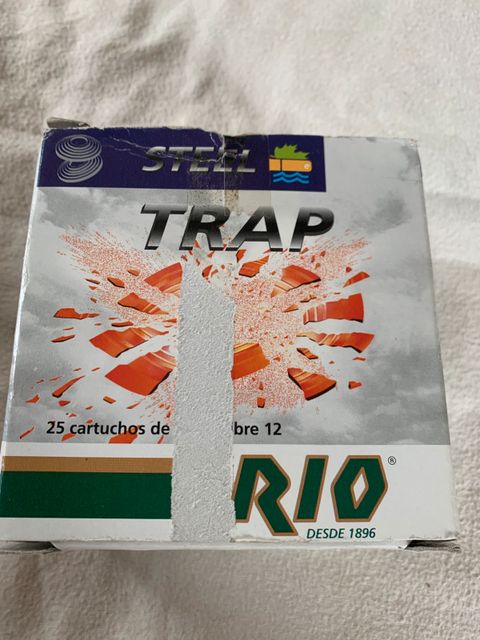 STEEL
TRAP
25 cartuchos de bre 12
RIO®
DESDE 1896